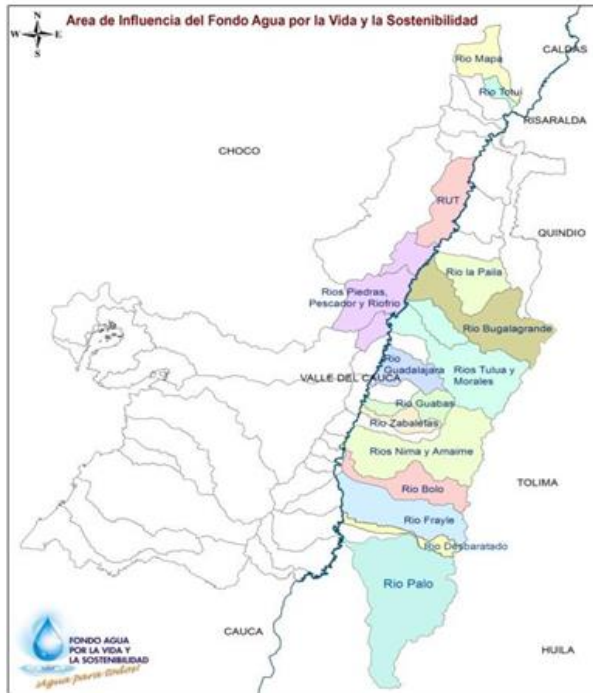 Area de Influencia del Fondo Agua por la Vida y la Sostenibilidad
N
W E
S
CALDAS
Rio Mapa
Rio Totui
RISARALDA
CHOCO
RUT
QUINDIO
Rio la Paila
Rios Piedras,
Pescador y Riofrio
Rio Bugalagrande
Rio
Guadalajara
Rios Tulua y
Morales
VALLE DEL CAUCA
Rio Guabas
Rio Zabaletas
Rios Nima y Amaime
TOLIMA
Rio Bolo
Rio Frayle
Rio Desbaratado
Rio Palo
CAUCA
HUILA
FONDO AGUA
POR LA VIDA Y
LA SOSTENIBILIDAD
¡Agua para todos!